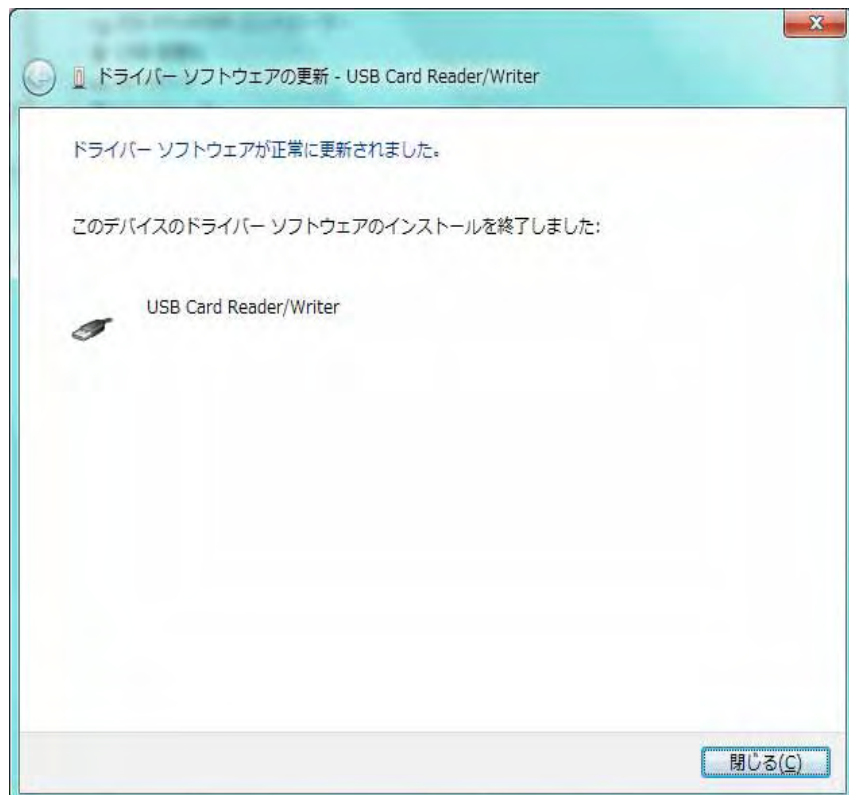 ドライバー ソフトウェアの更新 - USB Card Reader/Writer
ドライバー ソフトウェアが正常に更新されました。
このデバイスのドライバー ソフトウェアのインストールを終了しました:
USB Card Reader/Writer
閉じる(C)